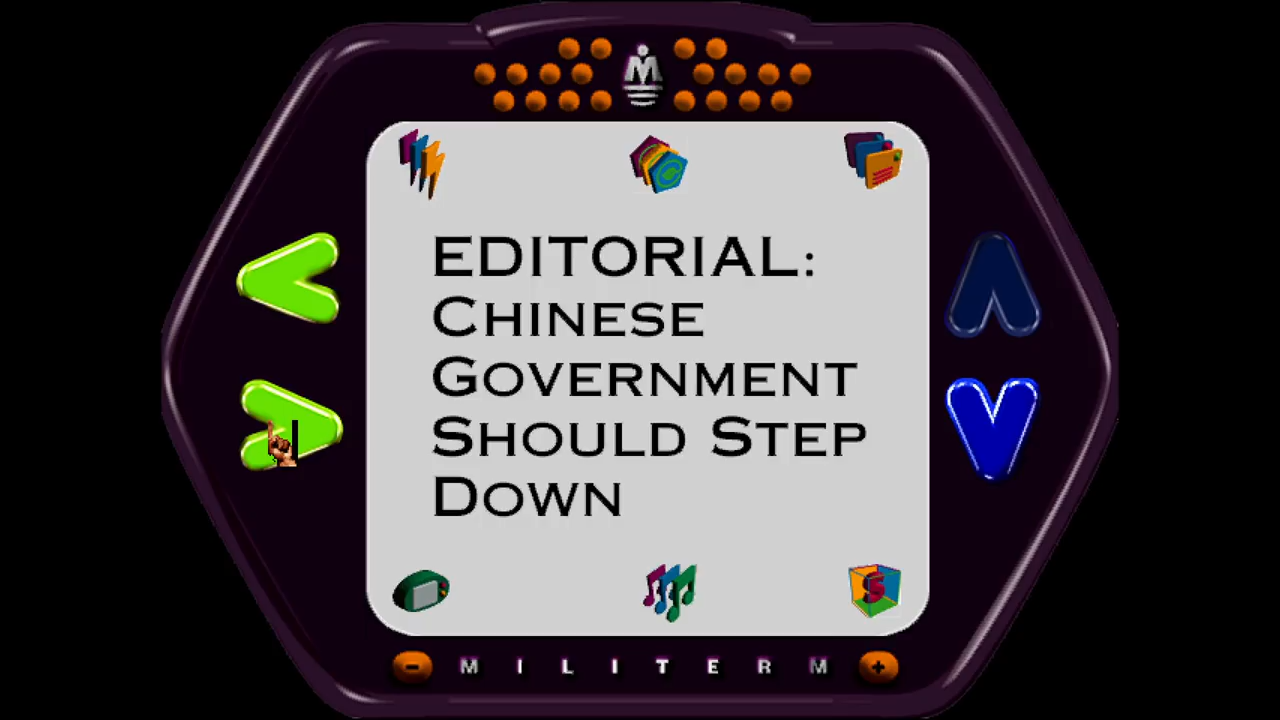 M
EDITORIAL:
CHINESE
GOVERNMENT
SHOULD STEP
DOWN
S
- MILITERM +